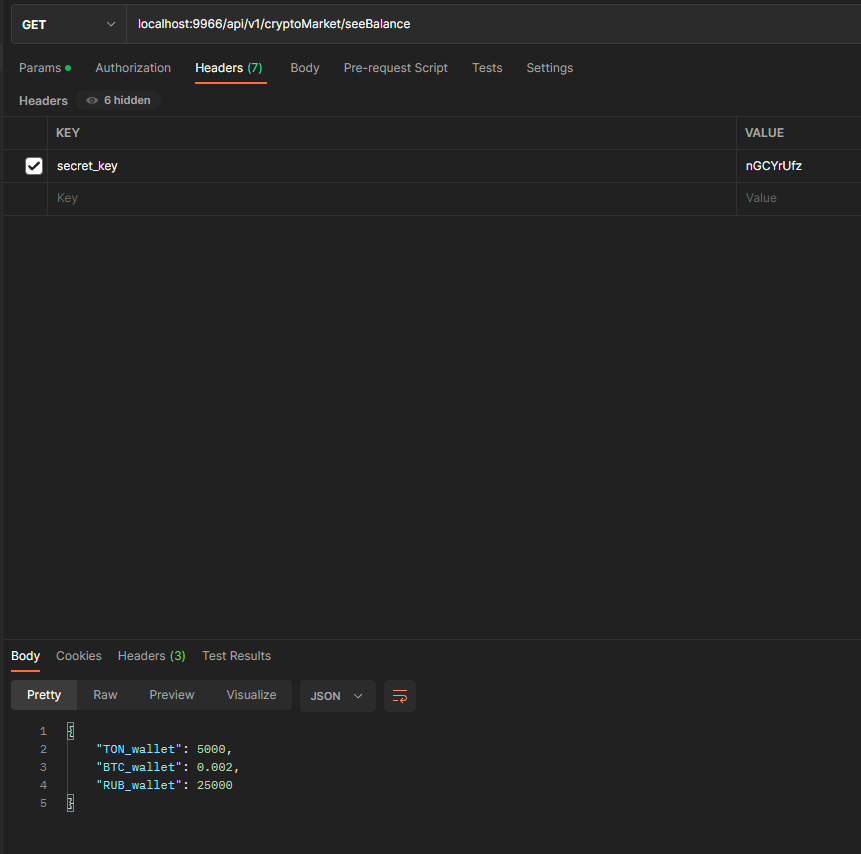 GET localhost:9966/api/v1/cryptoMarket/seeBalance
Params Authorization Headers (7) Body Pre-request Script Tests Settings
Headers 6 hidden
KEY VALUE
secret_key nGCYrUfz
Key Value
Body Cookies Headers (3) Test Results
Pretty Raw Preview Visualize JSON
1 {
2 "TON_wallet": 5000,
3 "BTC_wallet": 0.002,
4 "RUB_wallet": 25000
5 }